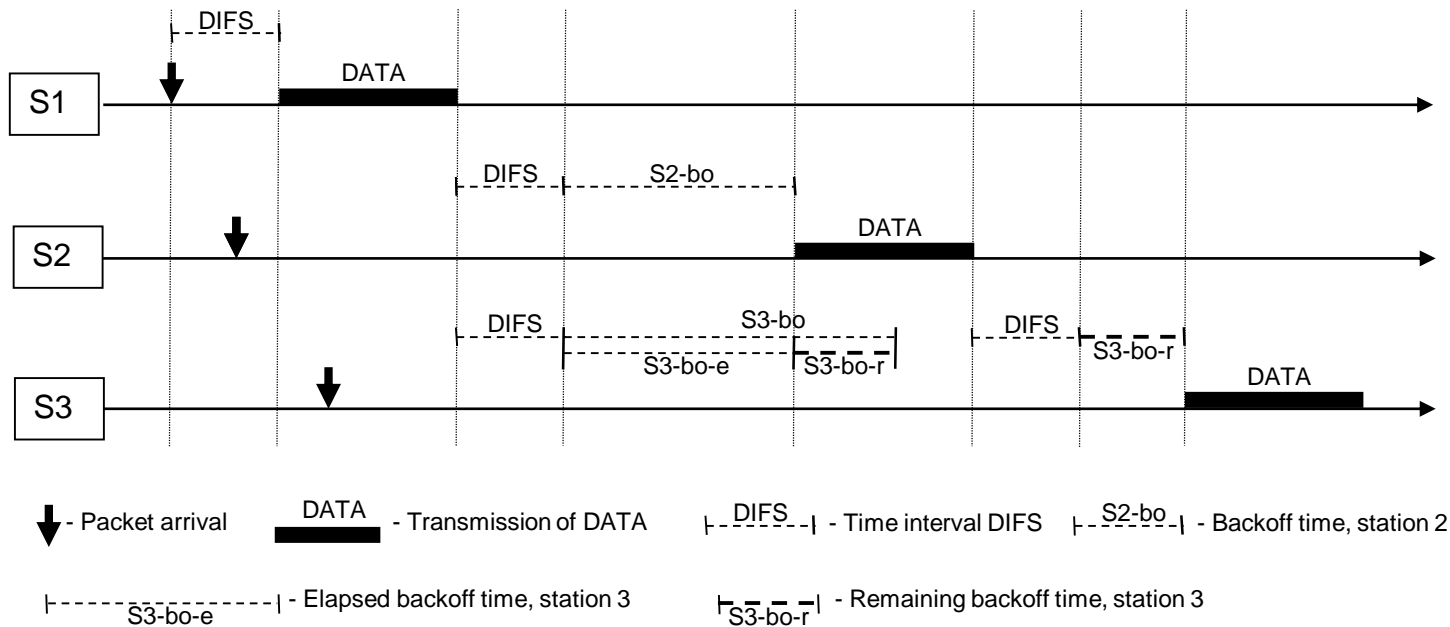 DIFS
S1
DATA
DIFS
S2-bo
S2
DATA
DIFS
S3-bo
DIFS
S3-bo-e
S3-bo-r
S3-bo-r
S3
DATA
- Packet arrival
DATA
- Transmission of DATA
DIFS
- Time interval DIFS
S2-bo
- Backoff time, station 2
S3-bo-e
- Elapsed backoff time, station 3
S3-bo-r
- Remaining backoff time, station 3